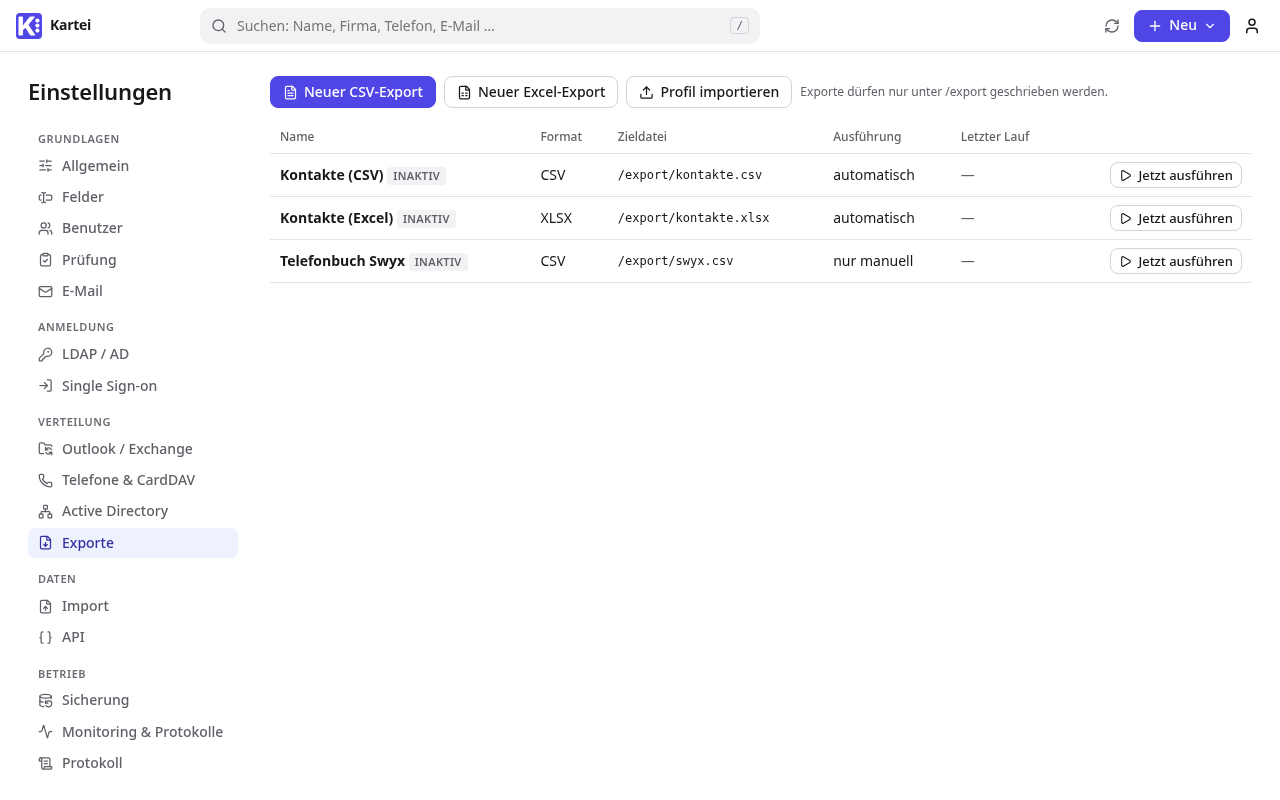 Kartei
Suchen: Name, Firma, Telefon, E-Mail ...
/
Neu
Einstellungen
GRUNDLAGEN
Allgemein
Felder
Benutzer
Prüfung
E-Mail
ANMELDUNG
LDAP / AD
Single Sign-on
VERTEILUNG
Outlook / Exchange
Telefone & CardDAV
Active Directory
Exporte
DATEN
Import
API
BETRIEB
Sicherung
Monitoring & Protokolle
Protokoll
Neuer CSV-Export
Neuer Excel-Export
Profil importieren
Exporte dürfen nur unter /export geschrieben werden.
Name Format Zieldatei Ausführung Letzter Lauf
Kontakte (CSV) INAKTIV CSV /export/kontakte.csv automatisch — Jetzt ausführen
Kontakte (Excel) INAKTIV XLSX /export/kontakte.xlsx automatisch — Jetzt ausführen
Telefonbuch Swyx INAKTIV CSV /export/swyx.csv nur manuell — Jetzt ausführen